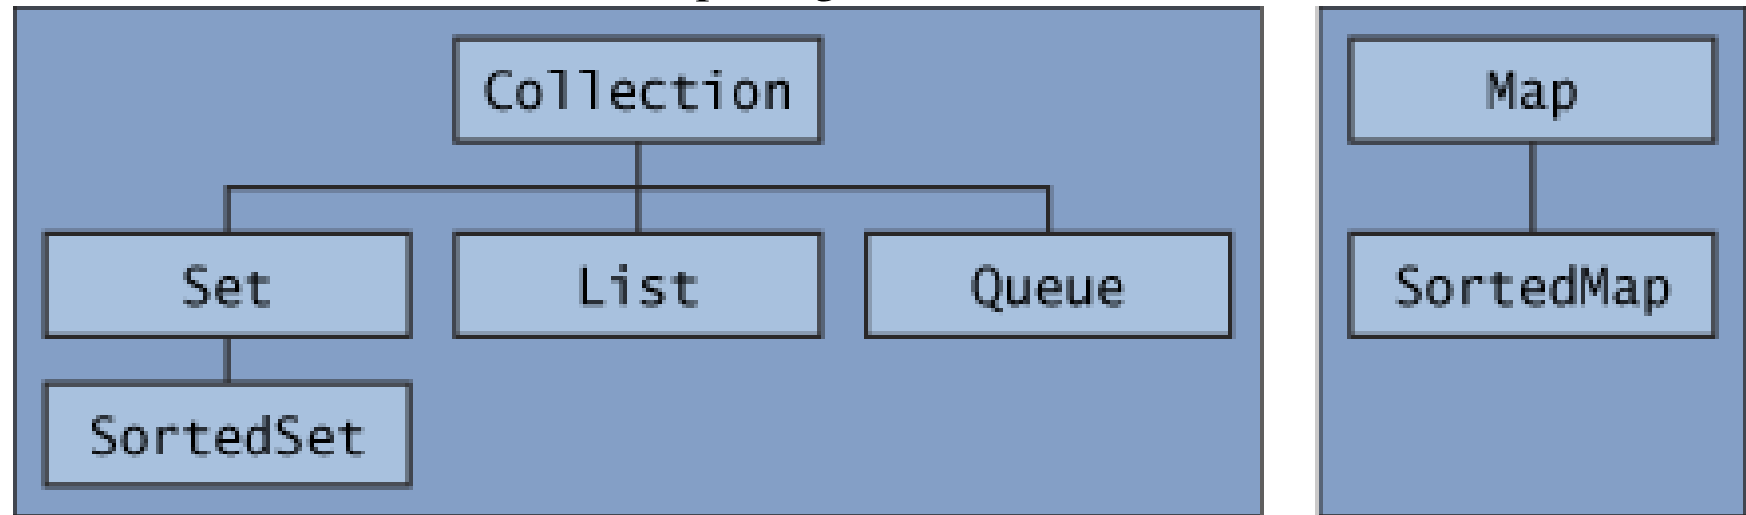 Collection
Map
Set
List
Queue
SortedMap
SortedSet